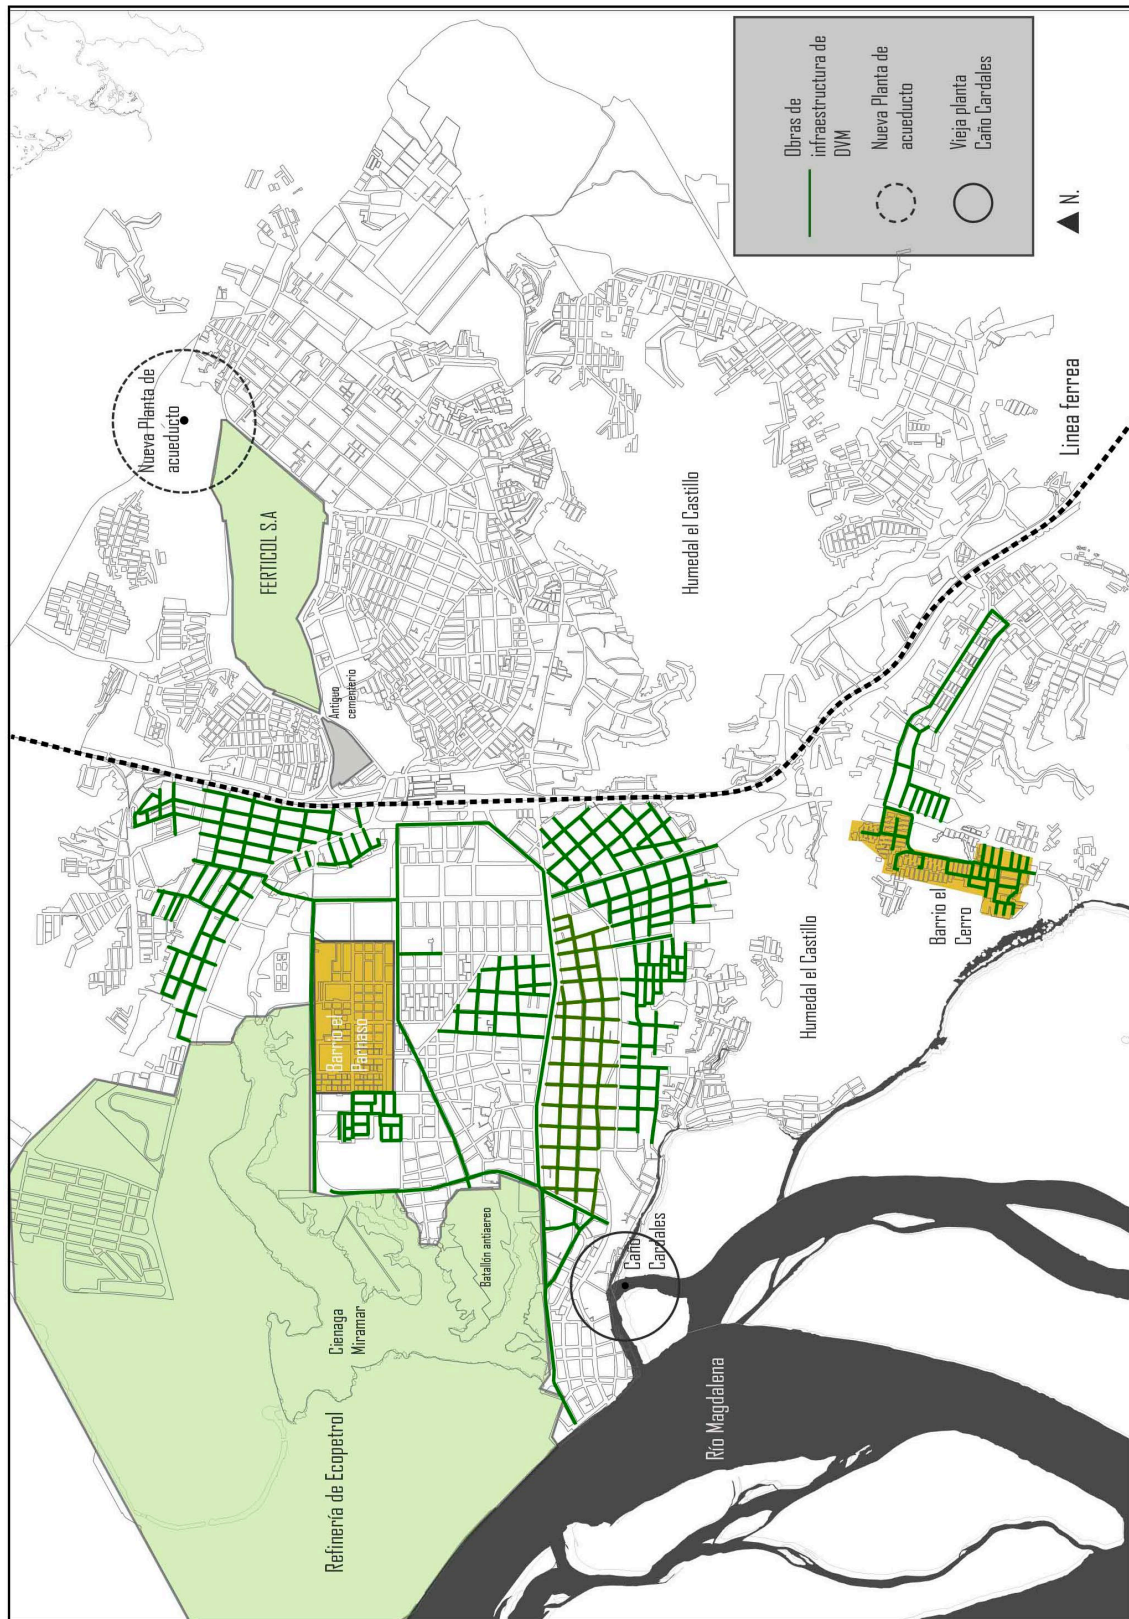 Refinería de Ecopetrol
Cienaga
Miramar
Batallón antiaereo
Barrio el
Parnaso
FERTICOL S.A
Antiguo
cementerio
Nueva Planta de
acueducto
Caño
Cardales
Río Magdalena
Humedal el Castillo
Humedal el Castillo
Barrio el
Cerro
Linea ferrea
Obras de
infraestructura de
DVM
Nueva Planta de
acueducto
Vieja planta
Caño Cardales
N.